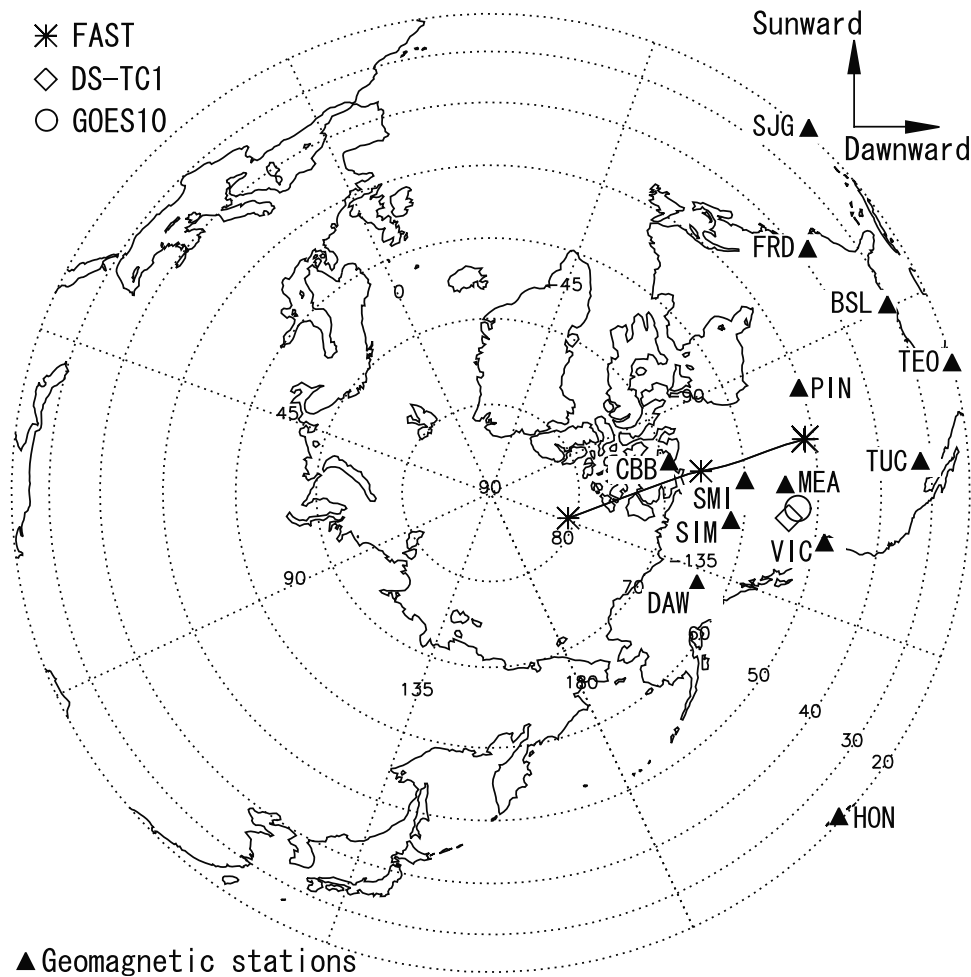 FAST
DS-TC1
GOES10
Sunward
Dawnward
SJG
FRD
BSL
TEO
PIN
TUC
MEA
CBB
SMI
SIM
VIC
DAW
HON
0
-45
-90
45
90
80
-135
70
90
60
135
180
50
40
30
20
Geomagnetic stations